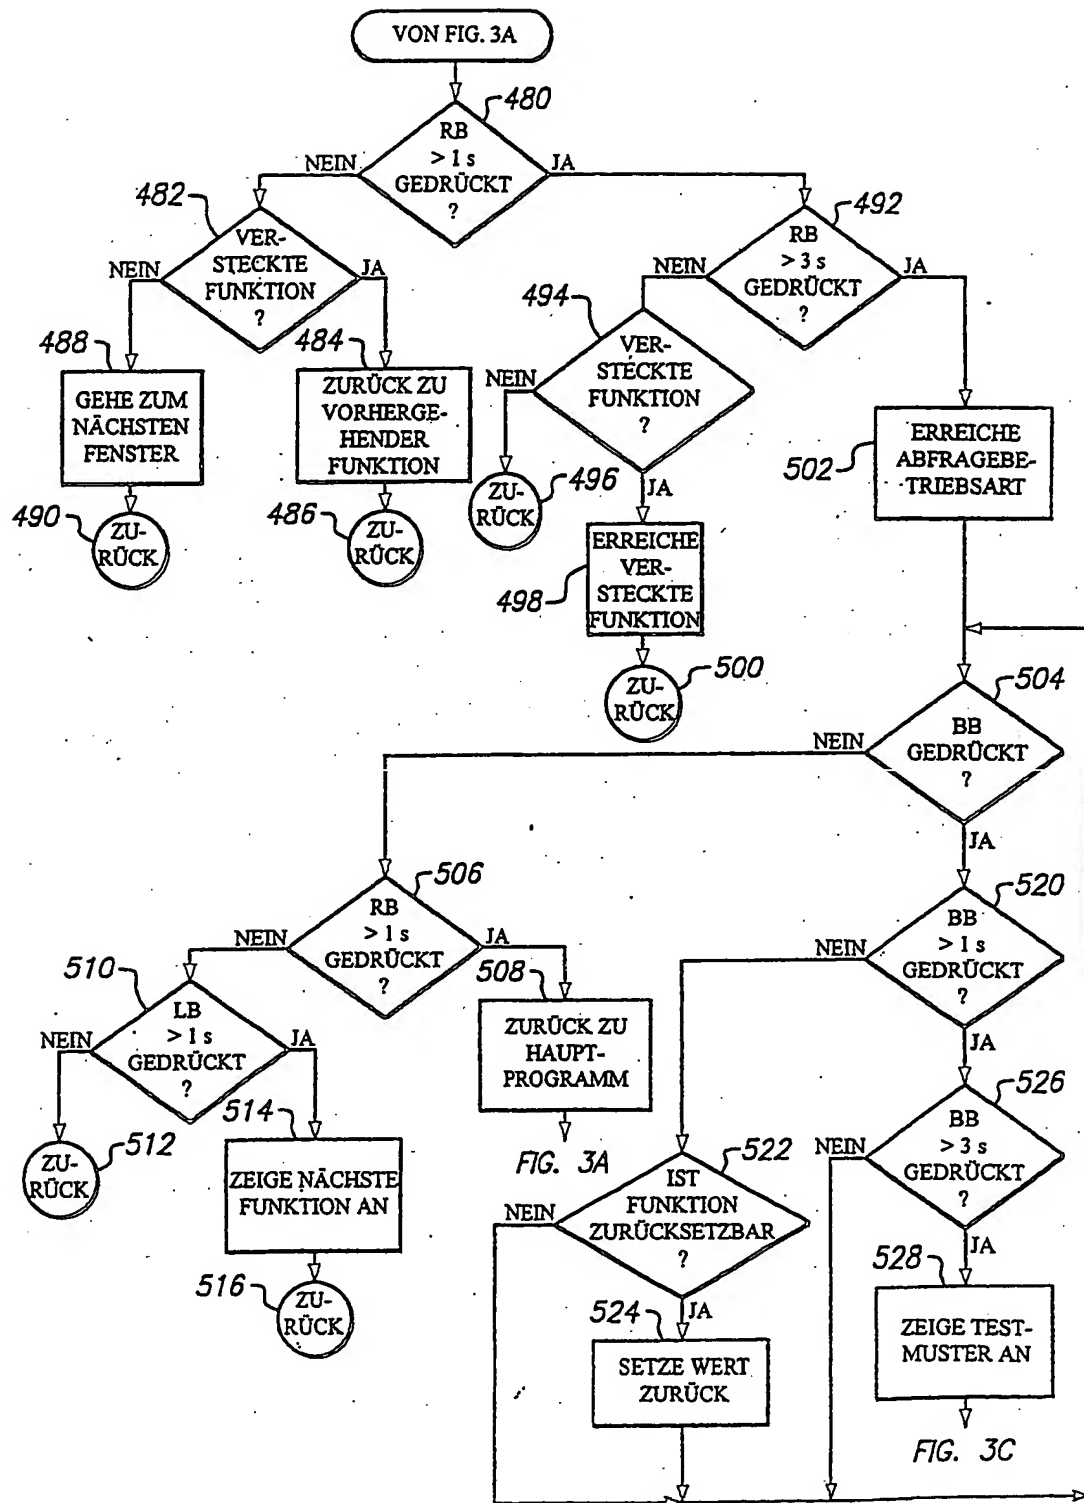 VON FIG. 3A
480
RB
> 1 s
GEDRÜCKT
?
NEIN
JA
482
VER-
STECKTE
FUNKTION
?
NEIN
JA
492
RB
> 3 s
GEDRÜCKT
?
NEIN
JA
488
GEHE ZUM
NÄCHSTEN
FENSTER
484
ZURÜCK ZU
VORHERGE-
HENDER
FUNKTION
494
VER-
STECKTE
FUNKTION
?
NEIN
JA
502
ERREICHE
ABFRAGEBE-
TRIEBSART
490
ZU-
RÜCK
486
ZU-
RÜCK
496
ZU-
RÜCK
498
ERREICHE
VER-
STECKTE
FUNKTION
500
ZU-
RÜCK
504
BB
GEDRÜCKT
?
NEIN
JA
506
RB
> 1 s
GEDRÜCKT
?
NEIN
JA
520
BB
> 1 s
GEDRÜCKT
?
NEIN
JA
510
LB
> 1 s
GEDRÜCKT
?
NEIN
JA
508
ZURÜCK ZU
HAUPT-
PROGRAMM
FIG. 3A
512
ZU-
RÜCK
514
ZEIGE NÄCHSTE
FUNKTION AN
516
ZU-
RÜCK
522
IST
FUNKTION
ZURÜCKSETZBAR
?
NEIN
JA
526
BB
> 3 s
GEDRÜCKT
?
NEIN
JA
524
SETZE WERT
ZURÜCK
528
ZEIGE TEST-
MUSTER AN
FIG. 3C